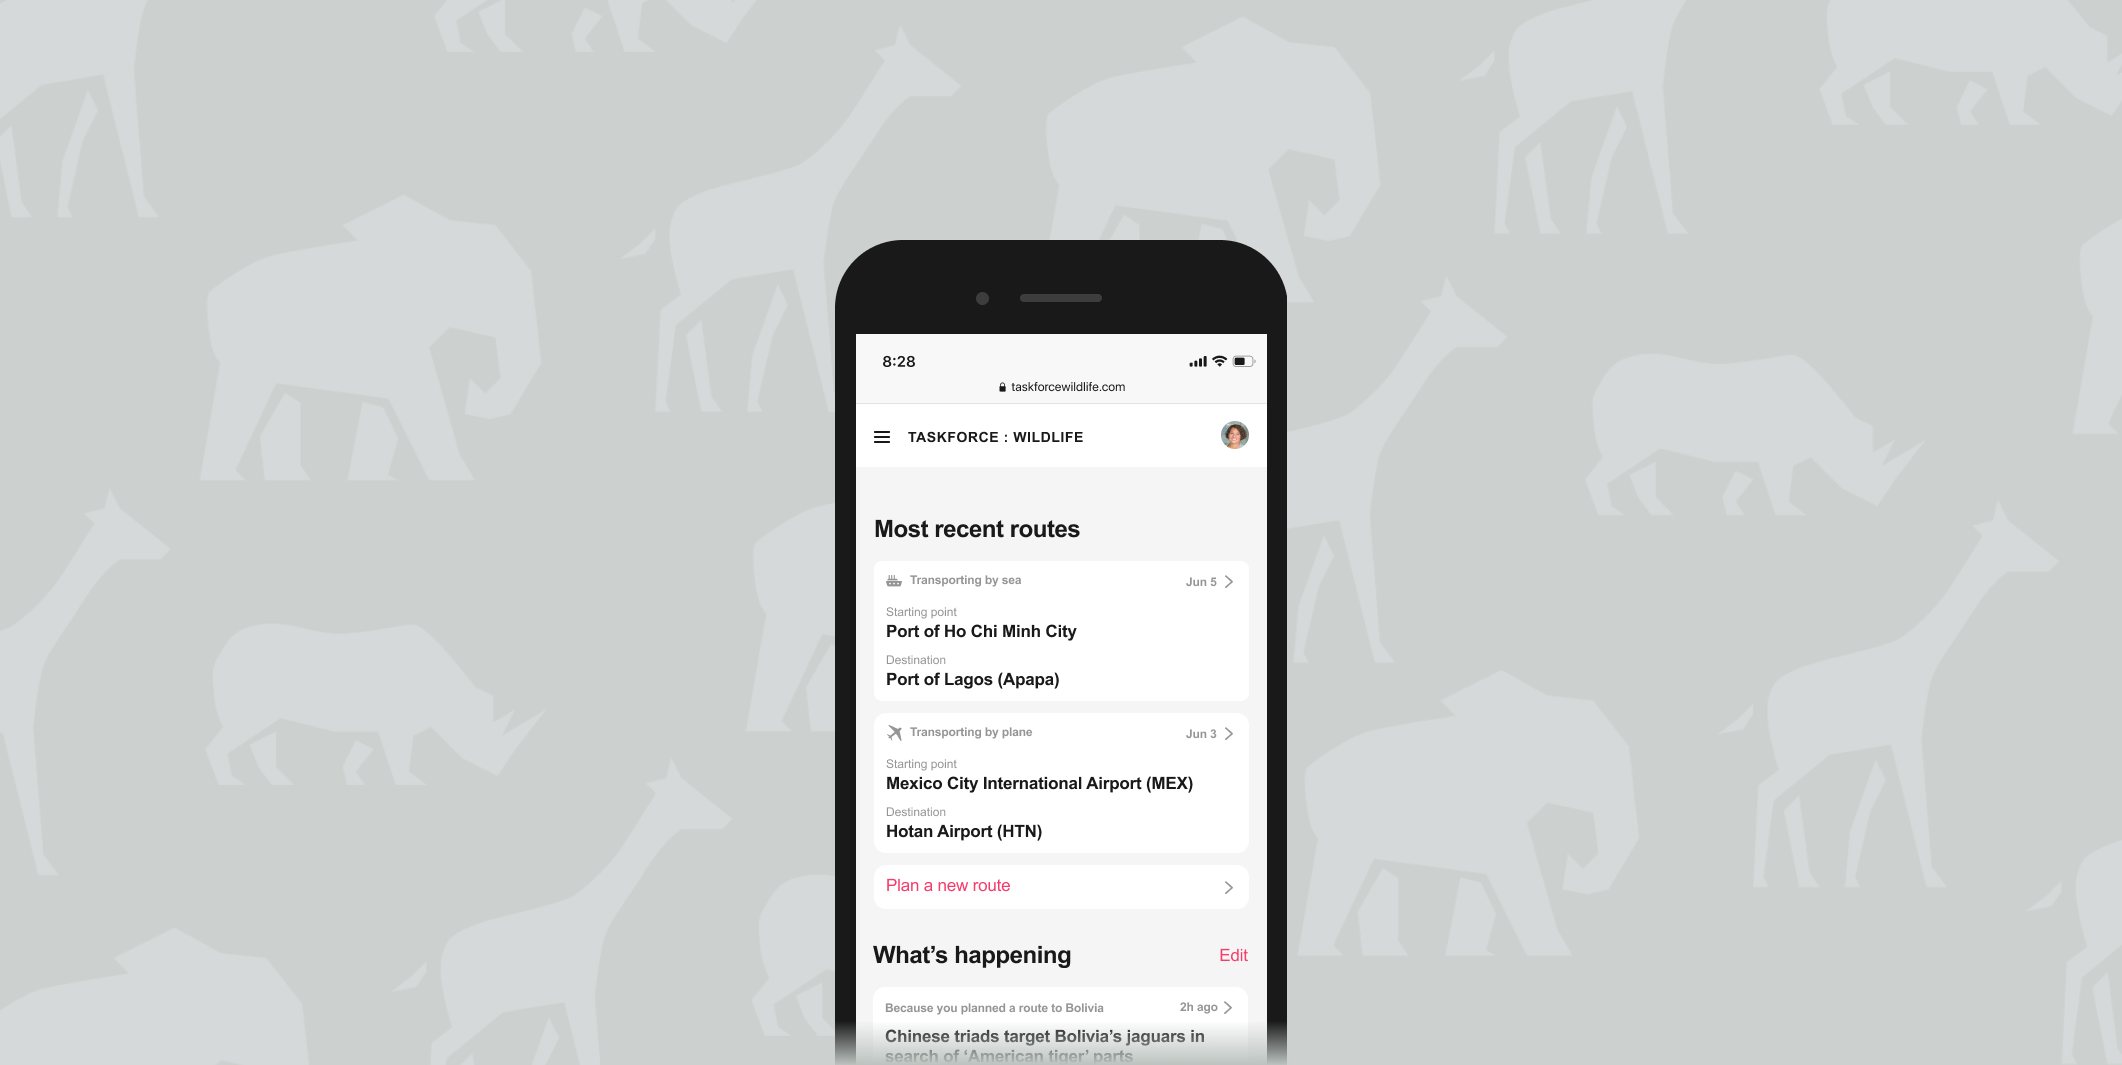 8:28
taskforcewildlife.com
TASKFORCE : WILDLIFE
Most recent routes
Transporting by sea
Jun 5
Starting point
Port of Ho Chi Minh City
Destination
Port of Lagos (Apapa)
Transporting by plane
Jun 3
Starting point
Mexico City International Airport (MEX)
Destination
Hotan Airport (HTN)
Plan a new route
What’s happening
Edit
Because you planned a route to Bolivia
2h ago
Chinese triads target Bolivia’s jaguars in
search of ‘American tiger’ parts